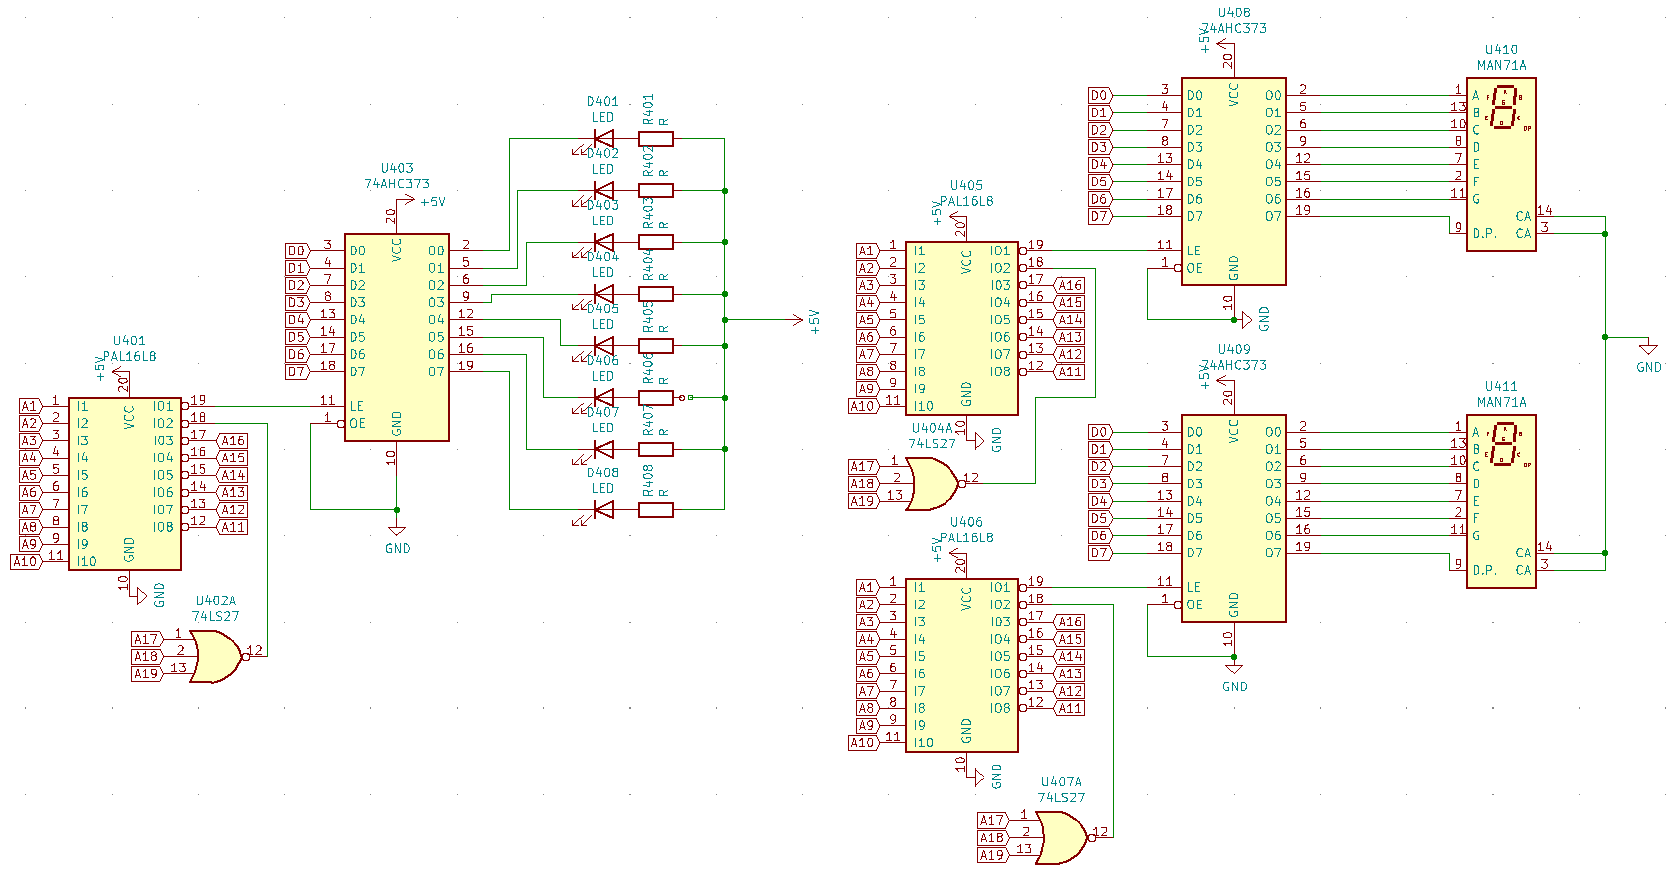 U401
PAL16L8
+5V
20
VCC
A1 1 I1 IO1 19
A2 2 I2 IO2 18
A3 3 I3 IO3 17 A16
A4 4 I4 IO4 16 A15
A5 5 I5 IO5 15 A14
A6 6 I6 IO6 14 A13
A7 7 I7 IO7 13 A12
A8 8 I8 IO8 12 A11
A9 9 I9
A10 11 I10
GND
10
GND
U402A
74LS27
A17 1
A18 2 12
A19 13
U403
74AHC373
+5V
20
VCC
D0 3 D0 O0 2
D1 4 D1 O1 5
D2 7 D2 O2 6
D3 8 D3 O3 9
D4 13 D4 O4 12
D5 14 D5 O5 15
D6 17 D6 O6 16
D7 18 D7 O7 19
11 LE
1 OE
GND
10
GND
D401
LED
R401
R
D402
LED
R402
R
D403
LED
R403
R
D404
LED
R404
R
D405
LED
R405
R
D406
LED
R406
R
D407
LED
R407
R
D408
LED
R408
R
+5V
U405
PAL16L8
+5V
20
VCC
A1 1 I1 IO1 19
A2 2 I2 IO2 18
A3 3 I3 IO3 17 A16
A4 4 I4 IO4 16 A15
A5 5 I5 IO5 15 A14
A6 6 I6 IO6 14 A13
A7 7 I7 IO7 13 A12
A8 8 I8 IO8 12 A11
A9 9 I9
A10 11 I10
GND
10
GND
U404A
74LS27
A17 1
A18 2 12
A19 13
U406
PAL16L8
+5V
20
VCC
A1 1 I1 IO1 19
A2 2 I2 IO2 18
A3 3 I3 IO3 17 A16
A4 4 I4 IO4 16 A15
A5 5 I5 IO5 15 A14
A6 6 I6 IO6 14 A13
A7 7 I7 IO7 13 A12
A8 8 I8 IO8 12 A11
A9 9 I9
A10 11 I10
GND
10
GND
U407A
74LS27
A17 1
A18 2 12
A19 13
U408
74AHC373
+5V
20
VCC
D0 3 D0 O0 2
D1 4 D1 O1 5
D2 7 D2 O2 6
D3 8 D3 O3 9
D4 13 D4 O4 12
D5 14 D5 O5 15
D6 17 D6 O6 16
D7 18 D7 O7 19
11 LE
1 OE
GND
10
GND
U410
MAN71A
1 A
13 B
10 C
8 D
7 E
2 F
11 G
CA 14
9 D.P. CA 3
GND
U409
74AHC373
+5V
20
VCC
D0 3 D0 O0 2
D1 4 D1 O1 5
D2 7 D2 O2 6
D3 8 D3 O3 9
D4 13 D4 O4 12
D5 14 D5 O5 15
D6 17 D6 O6 16
D7 18 D7 O7 19
11 LE
1 OE
GND
10
GND
U411
MAN71A
1 A
13 B
10 C
8 D
7 E
2 F
11 G
CA 14
9 D.P. CA 3